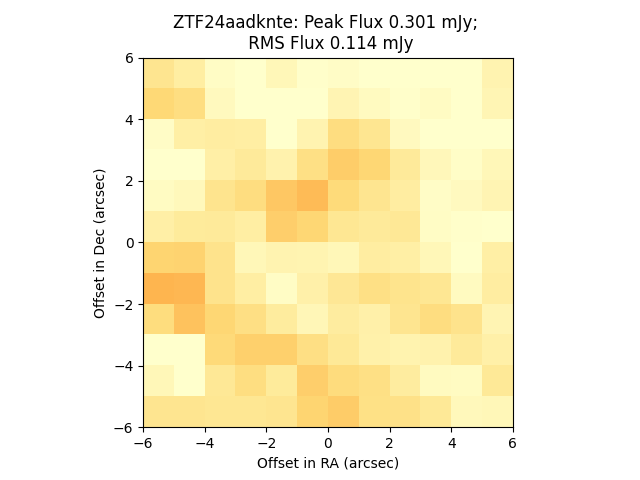 ZTF24aadknte: Peak Flux 0.301 mJy;
RMS Flux 0.114 mJy
6
4
2
0
−2
−4
−6
Offset in Dec (arcsec)
−6 −4 −2 0 2 4 6
Offset in RA (arcsec)